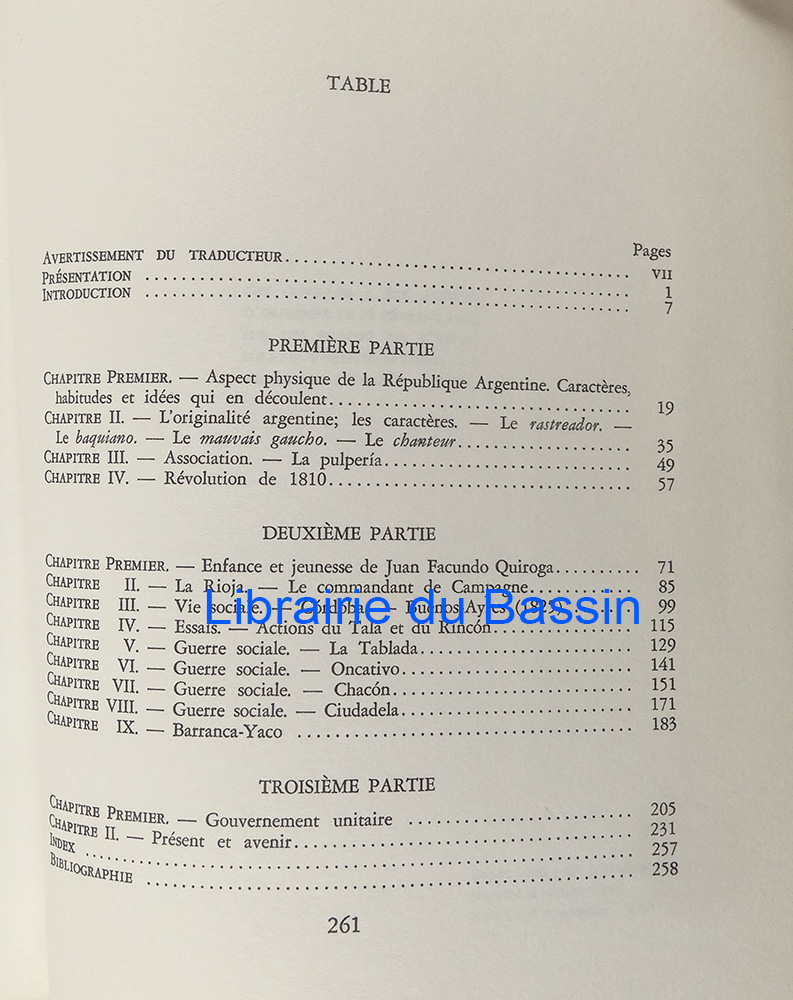 TABLE
Pages
AVERTISSEMENT DU TRADUCTEUR........................................ VII
PRÉSENTATION ........................................ 1
INTRODUCTION ........................................ 7
PREMIÈRE PARTIE
CHAPITRE PREMIER. — Aspect physique de la République Argentine. Caractères,
habitudes et idées qui en découlent........................................ 19
CHAPITRE II. — L'originalité argentine; les caractères. — Le rastreador. —
Le baquiano. — Le mauvais gaucho. — Le chanteur.................... 35
CHAPITRE III. — Association. — La pulpería.............................. 49
CHAPITRE IV. — Révolution de 1810.................................. 57
DEUXIÈME PARTIE
CHAPITRE PREMIER. — Enfance et jeunesse de Juan Facundo Quiroga.......... 71
CHAPITRE II. — La Rioja. — Le commandant de Campagne............ 85
CHAPITRE III. — Vie sociale. — Córdoba. — Buenos-Ayres (1825)........ 99
Librairie du Bassin
CHAPITRE IV. — Essais. — Actions du Tala et du Rincón................ 115
CHAPITRE V. — Guerre sociale. — La Tablada........................ 129
CHAPITRE VI. — Guerre sociale. — Oncativo.......................... 141
CHAPITRE VII. — Guerre sociale. — Chacón........................... 151
CHAPITRE VIII. — Guerre sociale. — Ciudadela.......................... 171
CHAPITRE IX. — Barranca-Yaco .................................... 183
TROISIÈME PARTIE
CHAPITRE PREMIER. — Gouvernement unitaire ......................... 205
CHAPITRE II. — Présent et avenir...................................... 231
INDEX ............................................................ 257
BIBLIOGRAPHIE .................................................... 258
261